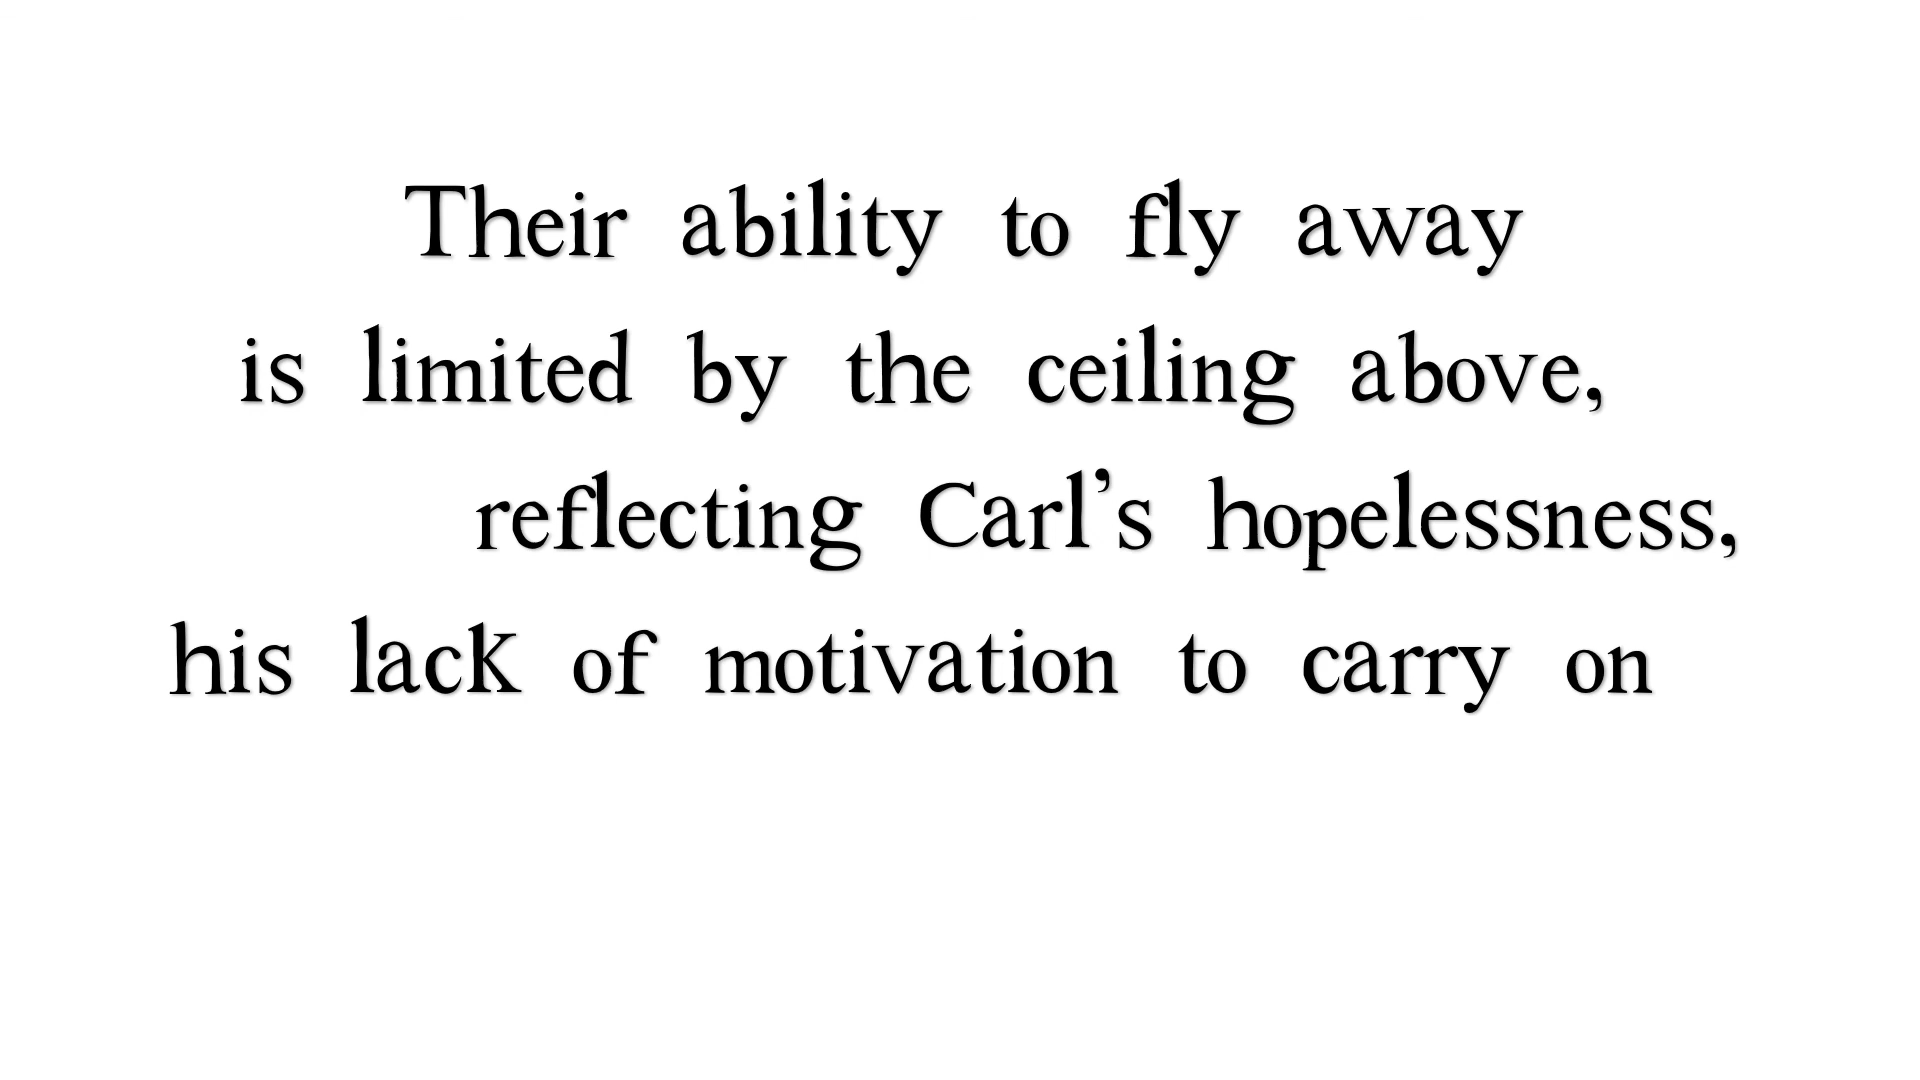 Their ability to fly away
is limited by the ceiling above,
reflecting Carl’s hopelessness,
his lack of motivation to carry on